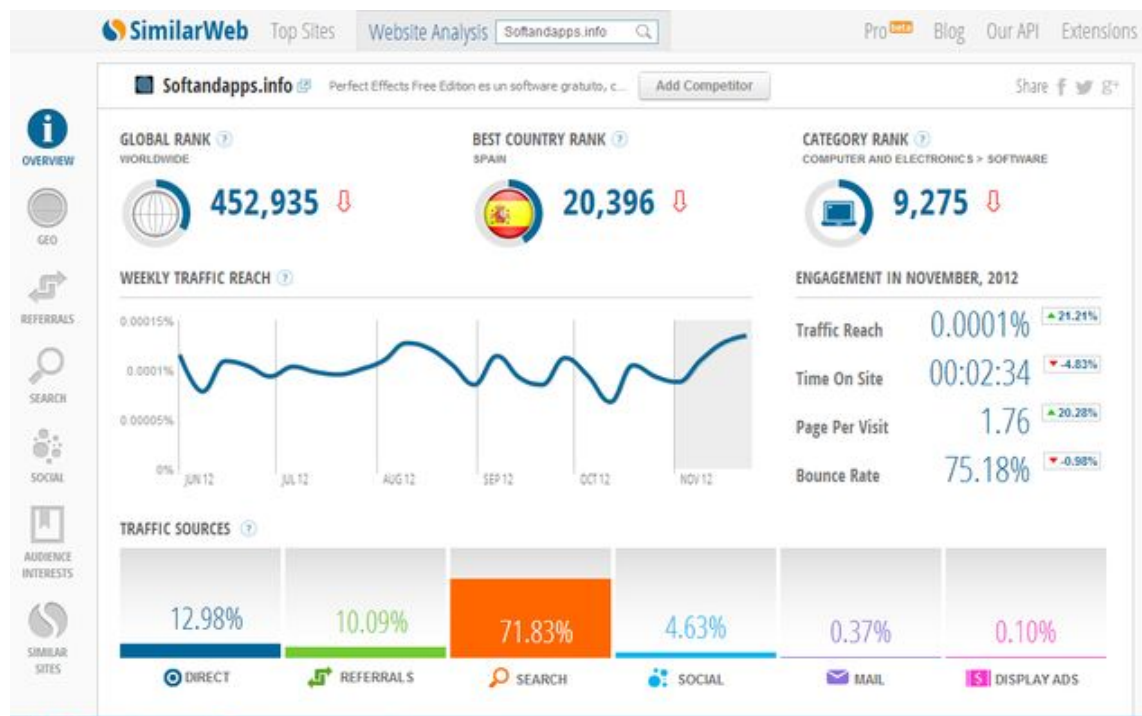 SimilarWeb Top Sites Website Analysis Softandapps.info Pro beta Blog Our API Extensions
Softandapps.info Perfect Effects Free Edition es un software gratuito, c... Add Competitor Share
OVERVIEW
GEO
REFERRALS
SEARCH
SOCIAL
AUDIENCE
INTERESTS
SIMILAR
SITES
GLOBAL RANK ?
WORLDWIDE
452,935
BEST COUNTRY RANK ?
SPAIN
20,396
CATEGORY RANK ?
COMPUTER AND ELECTRONICS > SOFTWARE
9,275
WEEKLY TRAFFIC REACH ?
0.00015%
0.0001%
0.00005%
0%
JUN 12 JUL 12 AUG 12 SEP 12 OCT 12 NOV 12
ENGAGEMENT IN NOVEMBER, 2012
Traffic Reach 0.0001% 21.21%
Time On Site 00:02:34 -4.83%
Page Per Visit 1.76 20.28%
Bounce Rate 75.18% -0.98%
TRAFFIC SOURCES ?
12.98% 10.09% 71.83% 4.63% 0.37% 0.10%
DIRECT REFERRALS SEARCH SOCIAL MAIL $ DISPLAY ADS